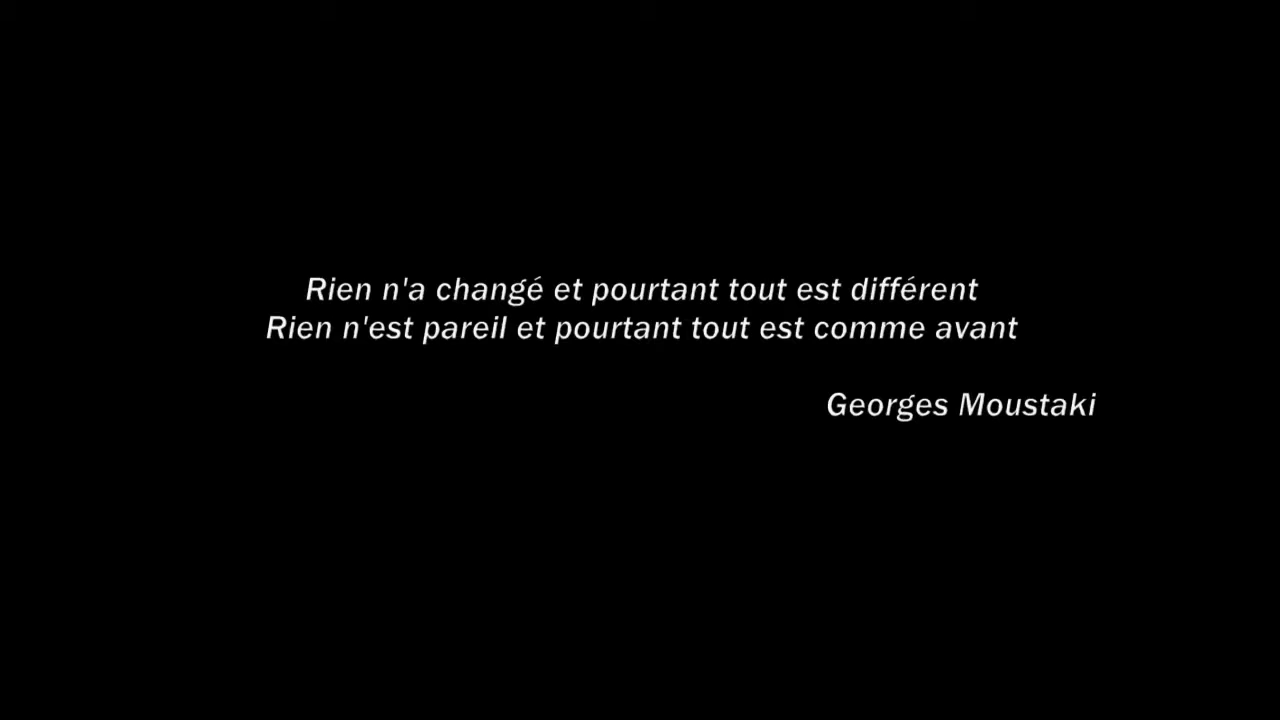 Rien n'a changé et pourtant tout est différent
Rien n'est pareil et pourtant tout est comme avant
Georges Moustaki